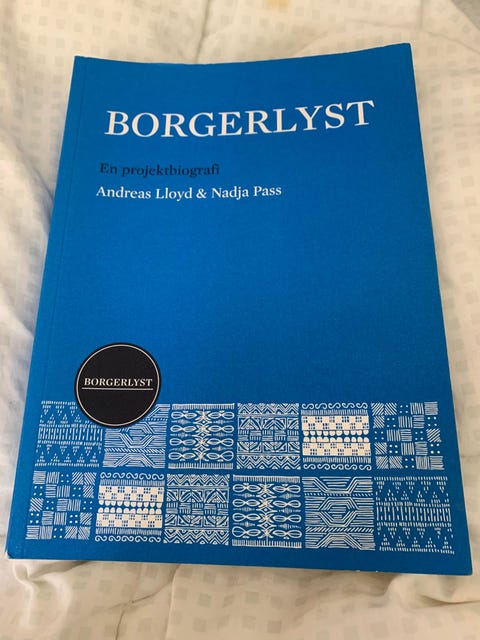 BORGERLYST
En projektbiografi
Andreas Lloyd & Nadja Pass
BORGERLYST